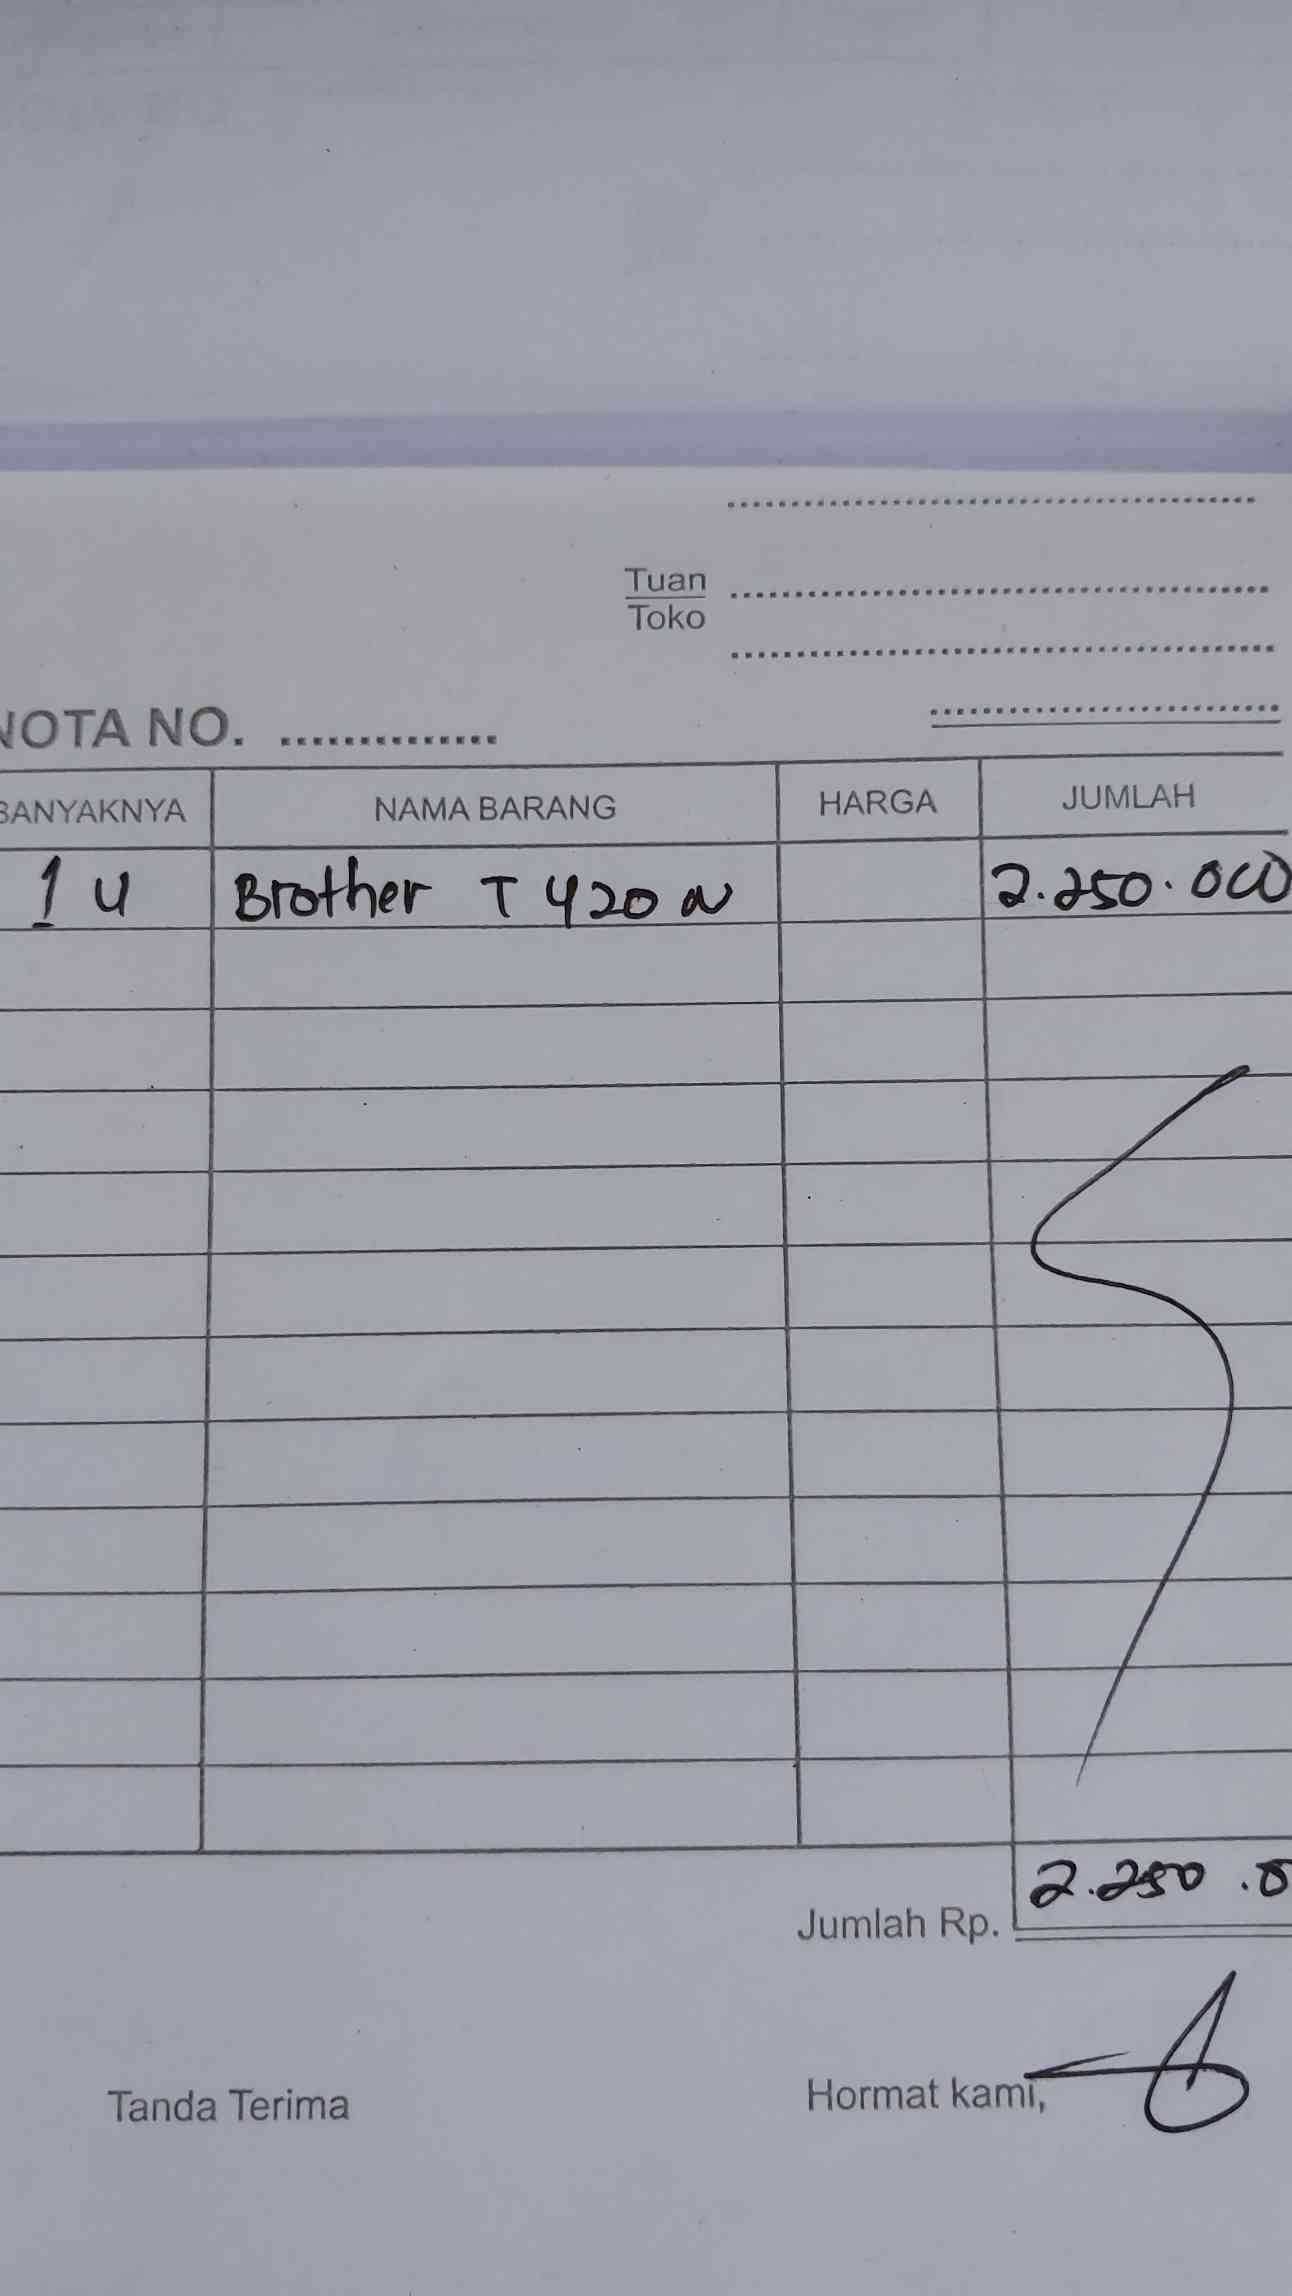 Tuan
Toko
NOTA NO. ...............
BANYAKNYA NAMA BARANG HARGA JUMLAH
1 U Brother T 420 W 2.250.000
Jumlah Rp. 2.250.0
Tanda Terima Hormat kami,